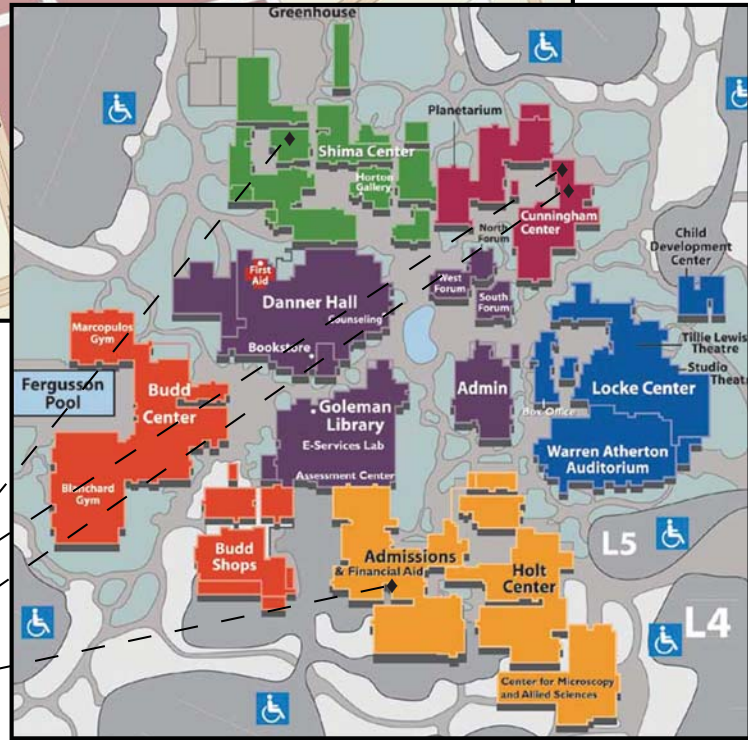 Greenhouse
Planetarium
Shima Center
Horton
Gallery
Cunningham
Center
North
Forum
Child
Development
Center
First
Aid
Danner Hall
Counseling
Bookstore
West
Forum
South
Forum
Marcopulos
Gym
Tillie Lewis
Theatre
Studio
Fergusson
Pool
Budd
Center
Goleman
Library
E-Services Lab
Assessment Center
Admin
Locke Center
Box Office
Warren Atherton
Auditorium
Blanchard
Gym
Budd
Shops
Admissions
& Financial Aid
Holt
Center
L5
L4
Center for Microscopy
and Allied Sciences